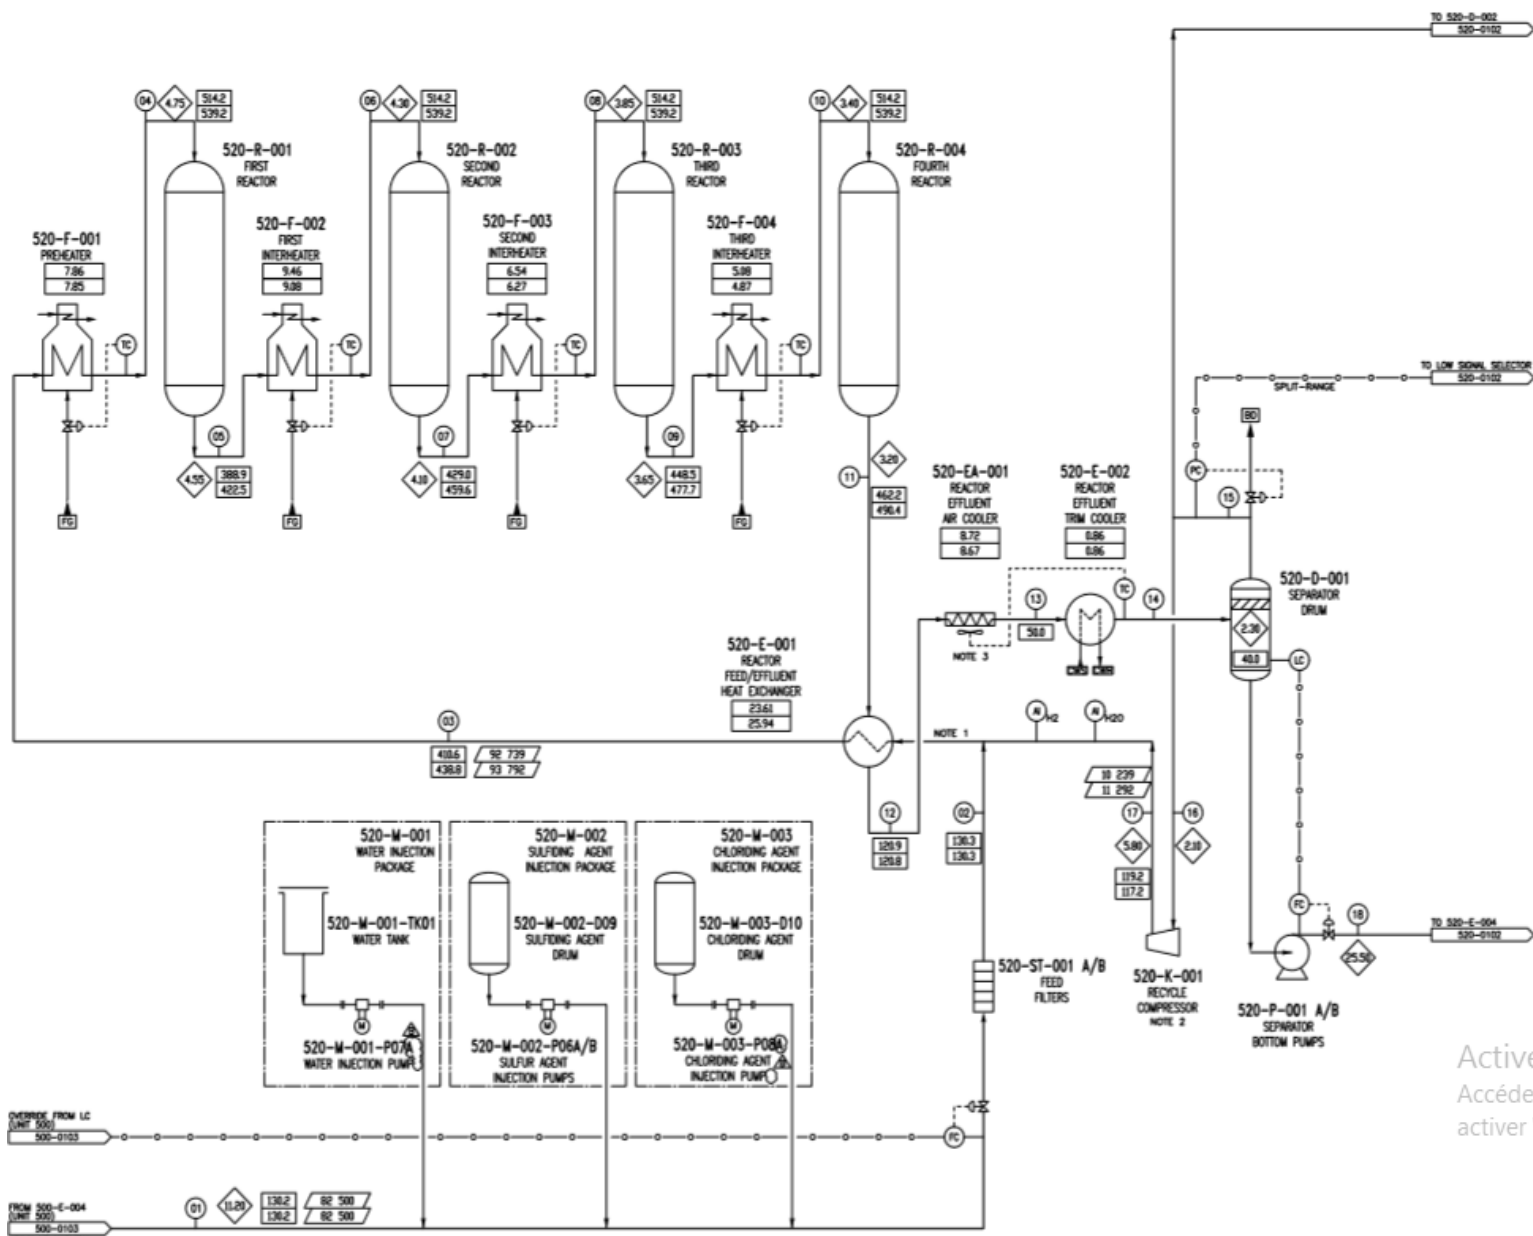 TO 520-D-002
520-0102
04
4.75
514.2
539.2
06
4.30
514.2
539.2
08
3.85
514.2
539.2
10
3.40
514.2
539.2
520-R-001
FIRST
REACTOR
520-R-002
SECOND
REACTOR
520-R-003
THIRD
REACTOR
520-R-004
FOURTH
REACTOR
520-F-001
PREHEATER
7.86
7.85
520-F-002
FIRST
INTERHEATER
9.46
9.08
520-F-003
SECOND
INTERHEATER
6.54
6.27
520-F-004
THIRD
INTERHEATER
5.08
4.87
TC
TC
TC
TC
TO LOW SIGNAL SELECTOR
520-0102
SPLIT-RANGE
BD
05
4.55
388.9
422.5
07
4.10
429.0
459.6
09
3.65
448.5
477.7
11
3.20
462.2
490.4
FG
FG
FG
FG
PC
15
520-EA-001
REACTOR
EFFLUENT
AIR COOLER
8.72
8.67
520-E-002
REACTOR
EFFLUENT
TRIM COOLER
0.86
0.86
TC
13
50.0
14
NOTE 3
520-D-001
SEPARATOR
DRUM
2.30
40.0
LC
520-E-001
REACTOR
FEED/EFFLUENT
HEAT EXCHANGER
23.61
25.94
03
410.6
438.8
92 739
93 792
NOTE 1
AI
H2
AI
H2O
10 239
11 292
12
120.9
120.8
02
130.3
130.3
17
5.80
119.2
117.2
16
2.10
520-M-001
WATER INJECTION
PACKAGE
520-M-001-TK01
WATER TANK
M
520-M-001-P07A
WATER INJECTION PUMP
520-M-002
SULFIDING AGENT
INJECTION PACKAGE
520-M-002-D09
SULFIDING AGENT
DRUM
M
520-M-002-P06A/B
SULFUR AGENT
INJECTION PUMPS
520-M-003
CHLORIDING AGENT
INJECTION PACKAGE
520-M-003-D10
CHLORIDING AGENT
DRUM
M
520-M-003-P08A
CHLORIDING AGENT
INJECTION PUMP
520-ST-001 A/B
FEED
FILTERS
520-K-001
RECYCLE
COMPRESSOR
NOTE 2
FC
18
25.50
TO 520-E-004
520-0102
520-P-001 A/B
SEPARATOR
BOTTOM PUMPS
Active
Accéde
activer
OVERRIDE FROM LC
(UNIT 500)
500-0103
FC
FROM 500-E-004
(UNIT 500)
500-0103
01
11.20
130.2
130.2
82 500
82 500